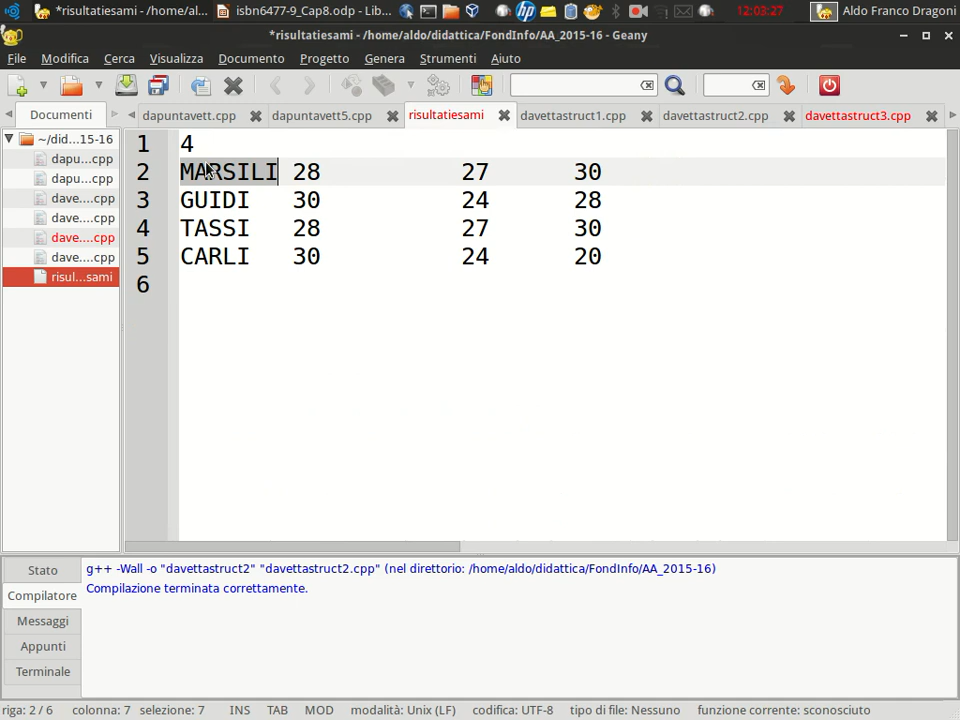 *risultatiesami - /home/al... isbn6477-9_Cap8.odp - Lib... 12:03:27 Aldo Franco Dragoni
*risultatiesami - /home/aldo/didattica/FondInfo/AA_2015-16 - Geany
File Modifica Cerca Visualizza Documento Progetto Genera Strumenti Aiuto
Documenti dapuntavett.cpp dapuntavett5.cpp risultatiesami davettastruct1.cpp davettastruct2.cpp davettastruct3.cpp
~/did...15-16
dapu....cpp
dapu....cpp
dave....cpp
dave....cpp
dave....cpp
dave....cpp
risul...sami
1 4
2 MARSILI 28 27 30
3 GUIDI 30 24 28
4 TASSI 28 27 30
5 CARLI 30 24 20
6
Stato
Compilatore
Messaggi
Appunti
Terminale
g++ -Wall -o "davettastruct2" "davettastruct2.cpp" (nel direttorio: /home/aldo/didattica/FondInfo/AA_2015-16)
Compilazione terminata correttamente.
riga: 2 / 6 colonna: 7 selezione: 7 INS TAB MOD modalità: Unix (LF) codifica: UTF-8 tipo di file: Nessuno funzione corrente: sconosciuto